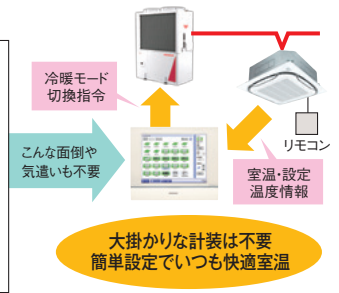 冷暖モード
切換指令
リモコン
こんな面倒や
気遣いも不要
室温・設定
温度情報
大掛かりな計装は不要
簡単設定でいつも快適室温